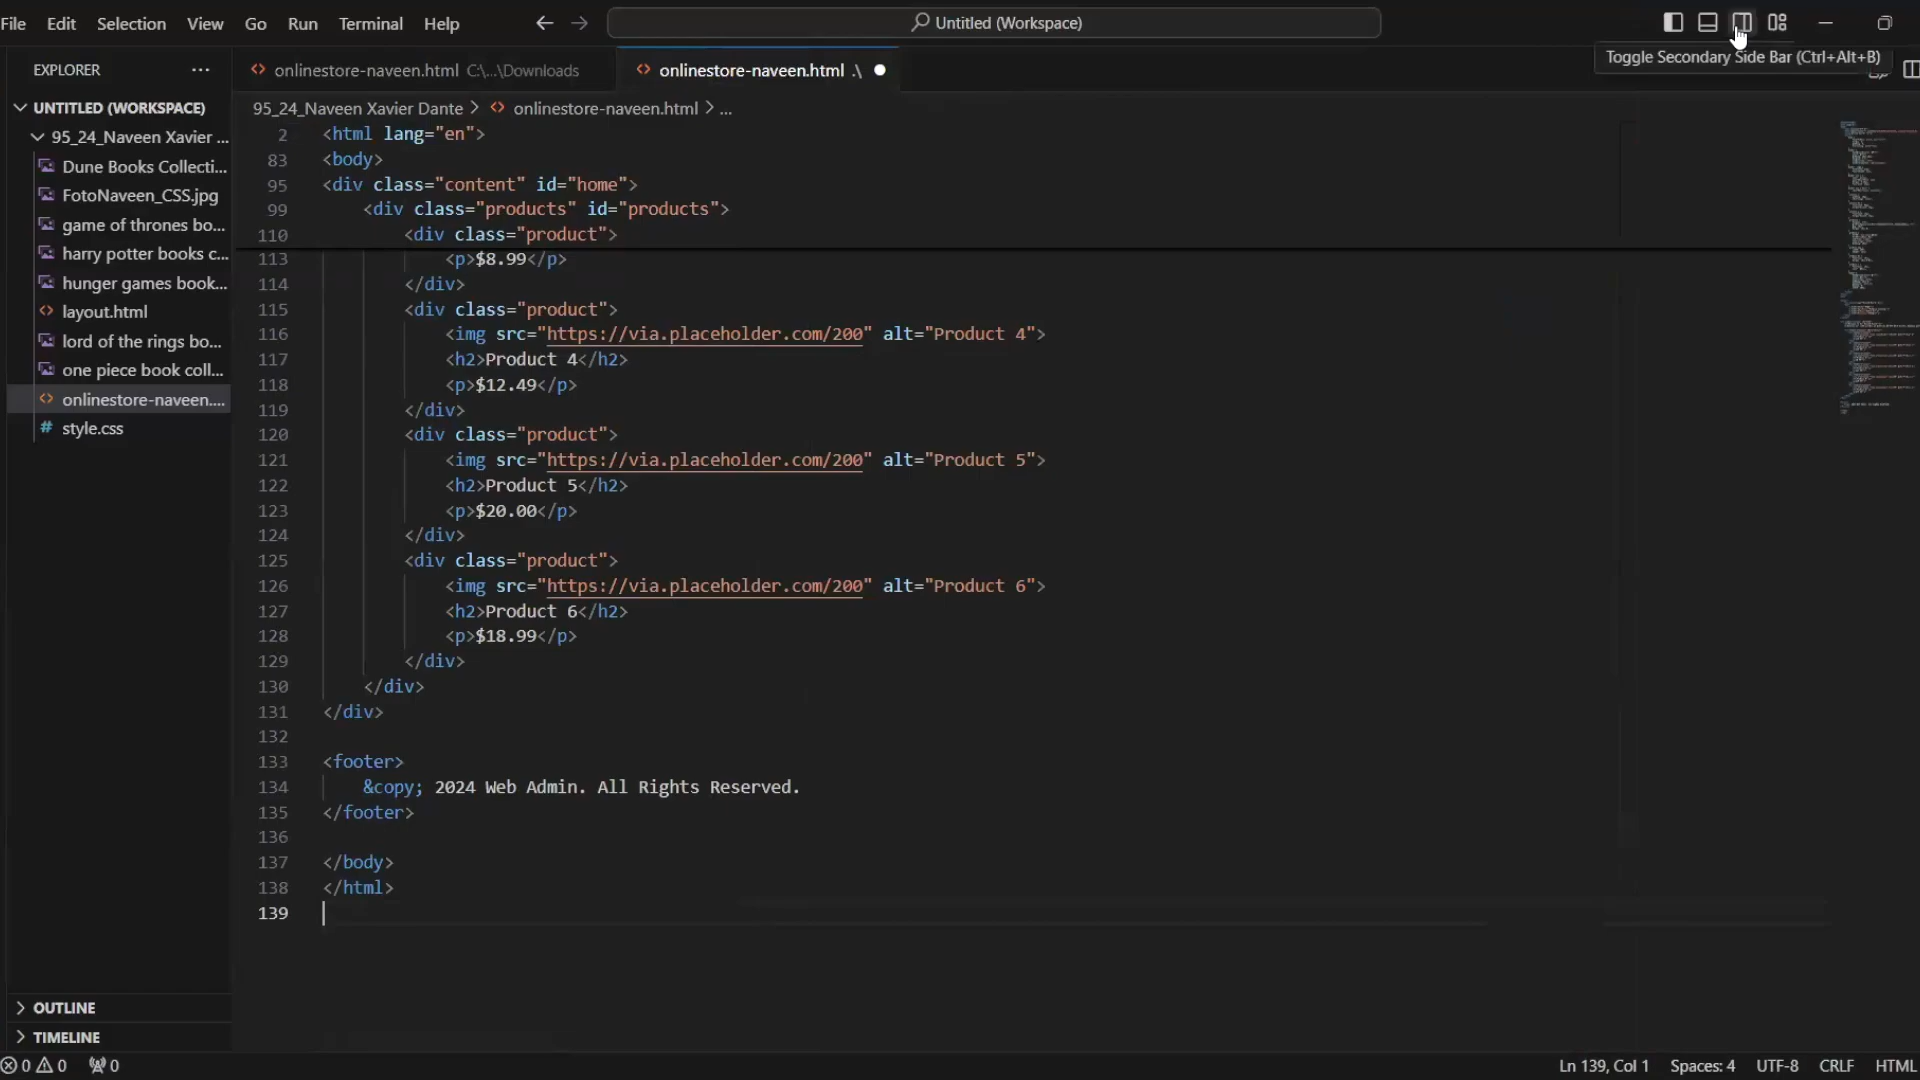 File Edit Selection View Go Run Terminal Help
Untitled (Workspace)
Toggle Secondary Side Bar (Ctrl+Alt+B)
EXPLORER ···
onlinestore-naveen.html C:\...\Downloads
onlinestore-naveen.html .\
UNTITLED (WORKSPACE)
95_24_Naveen Xavier ...
Dune Books Collecti...
FotoNaveen_CSS.jpg
game of thrones bo...
harry potter books c...
hunger games book...
layout.html
lord of the rings bo...
one piece book coll...
onlinestore-naveen....
# style.css
OUTLINE
TIMELINE
95_24_Naveen Xavier Dante > <> onlinestore-naveen.html > ...
2 <html lang="en">
83 <body>
95 <div class="content" id="home">
99 <div class="products" id="products">
110 <div class="product">
113 <p>$8.99</p>
114 </div>
115 <div class="product">
116 <img src="https://via.placeholder.com/200" alt="Product 4">
117 <h2>Product 4</h2>
118 <p>$12.49</p>
119 </div>
120 <div class="product">
121 <img src="https://via.placeholder.com/200" alt="Product 5">
122 <h2>Product 5</h2>
123 <p>$20.00</p>
124 </div>
125 <div class="product">
126 <img src="https://via.placeholder.com/200" alt="Product 6">
127 <h2>Product 6</h2>
128 <p>$18.99</p>
129 </div>
130 </div>
131 </div>
132
133 <footer>
134 &copy; 2024 Web Admin. All Rights Reserved.
135 </footer>
136
137 </body>
138 </html>
139
0 0 0
Ln 139, Col 1 Spaces: 4 UTF-8 CRLF HTML